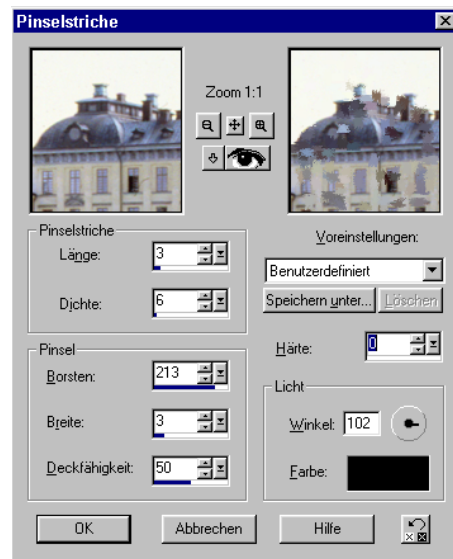 Pinselstriche
Zoom 1:1
Pinselstriche
Länge: 3
Dichte: 6
Voreinstellungen:
Benutzerdefiniert
Speichern unter... Löschen
Härte: 0
Pinsel
Borsten: 213
Breite: 3
Deckfähigkeit: 50
Licht
Winkel: 102
Farbe:
OK Abbrechen Hilfe